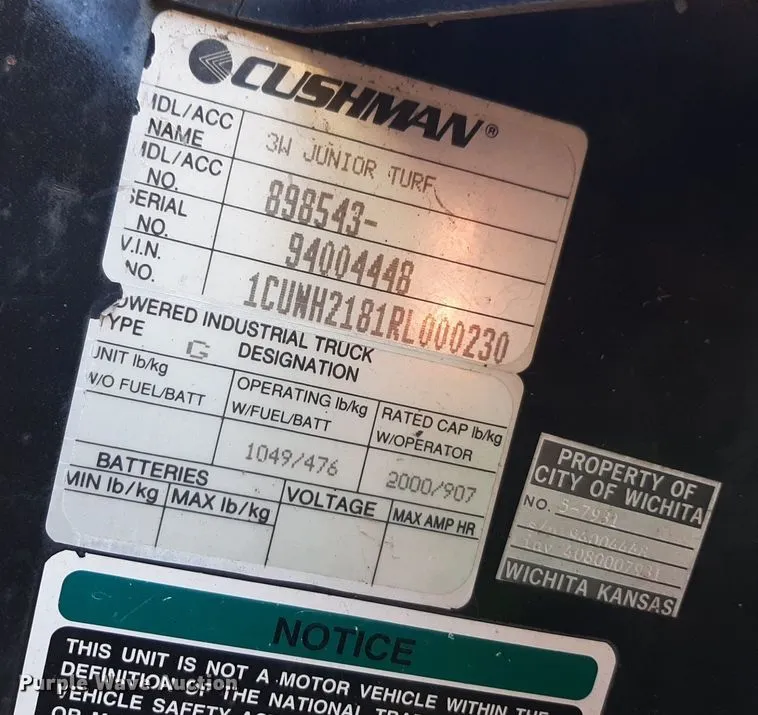 CUSHMAN®
MDL/ACC NAME 3W JUNIOR TURF
MDL/ACC NO. 898543-
SERIAL NO. 94004448
V.I.N. NO. 1CUWH2181RL000230
POWERED INDUSTRIAL TRUCK
TYPE G DESIGNATION
UNIT lb/kg W/O FUEL/BATT
OPERATING lb/kg W/FUEL/BATT
RATED CAP lb/kg W/OPERATOR
1049/476
2000/907
BATTERIES
MIN lb/kg MAX lb/kg VOLTAGE MAX AMP HR
PROPERTY OF
CITY OF WICHITA
NO. 5-7931
S/N 94004448
Inv 4080007931
WICHITA KANSAS
NOTICE
THIS UNIT IS NOT A MOTOR VEHICLE WITHIN THE
DEFINITION OF THE NATIONAL
VEHICLE SAFETY
Purple Wave Auction